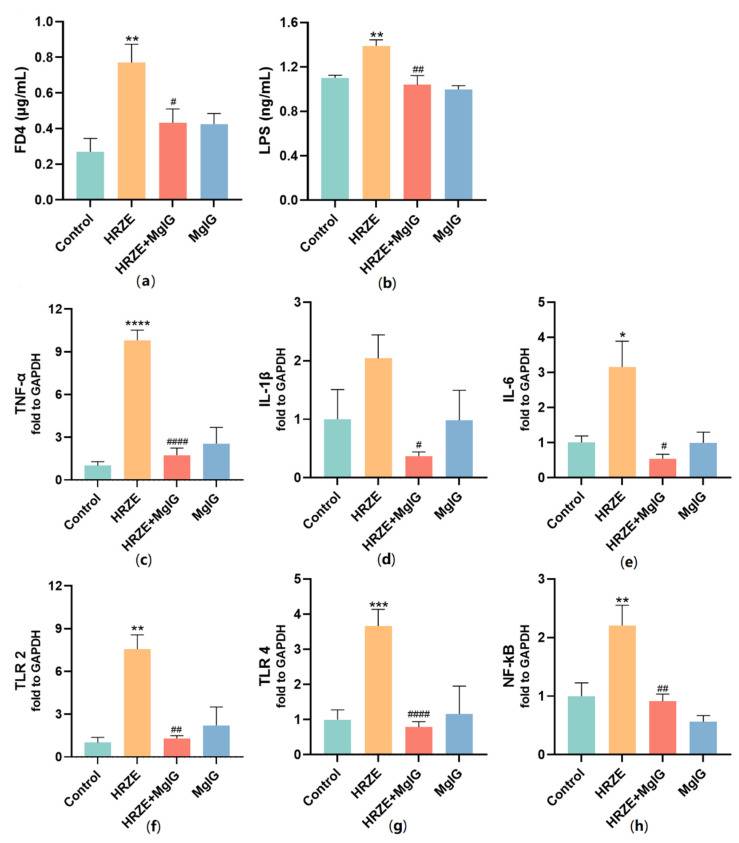 FD4 (μg/mL)
1.0
0.8
0.6
0.4
0.2
0.0
**
#
Control
HRZE
HRZE+MgIG
MgIG
(a)
LPS (ng/mL)
1.6
1.2
0.8
0.4
0.0
**
##
Control
HRZE
HRZE+MgIG
MgIG
(b)
TNF-α
fold to GAPDH
12
9
6
3
0
****
####
Control
HRZE
HRZE+MgIG
MgIG
(c)
IL-1β
fold to GAPDH
3
2
1
0
#
Control
HRZE
HRZE+MgIG
MgIG
(d)
IL-6
fold to GAPDH
5
4
3
2
1
0
*
#
Control
HRZE
HRZE+MgIG
MgIG
(e)
TLR 2
fold to GAPDH
12
9
6
3
0
**
##
Control
HRZE
HRZE+MgIG
MgIG
(f)
TLR 4
fold to GAPDH
5
4
3
2
1
0
***
####
Control
HRZE
HRZE+MgIG
MgIG
(g)
NF-kB
fold to GAPDH
3
2
1
0
**
##
Control
HRZE
HRZE+MgIG
MgIG
(h)